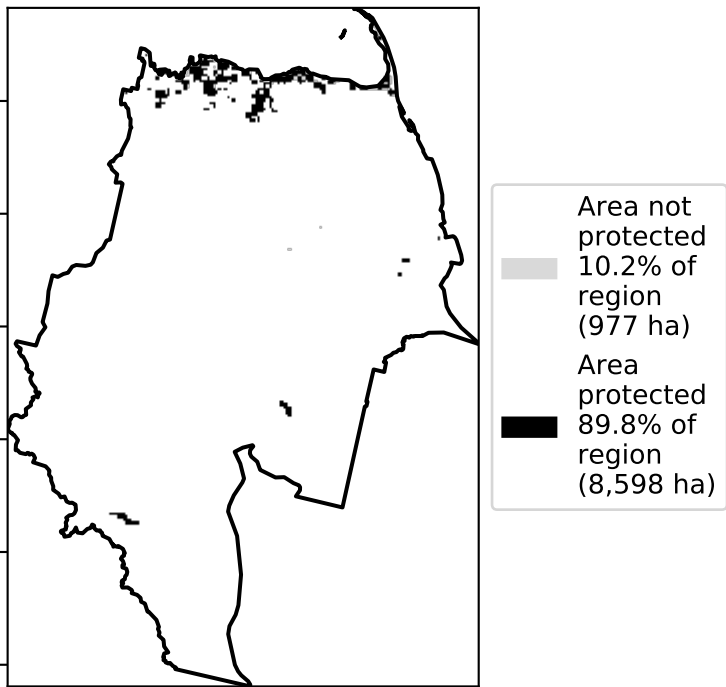 Area not
protected
10.2% of
region
(977 ha)
Area
protected
89.8% of
region
(8,598 ha)